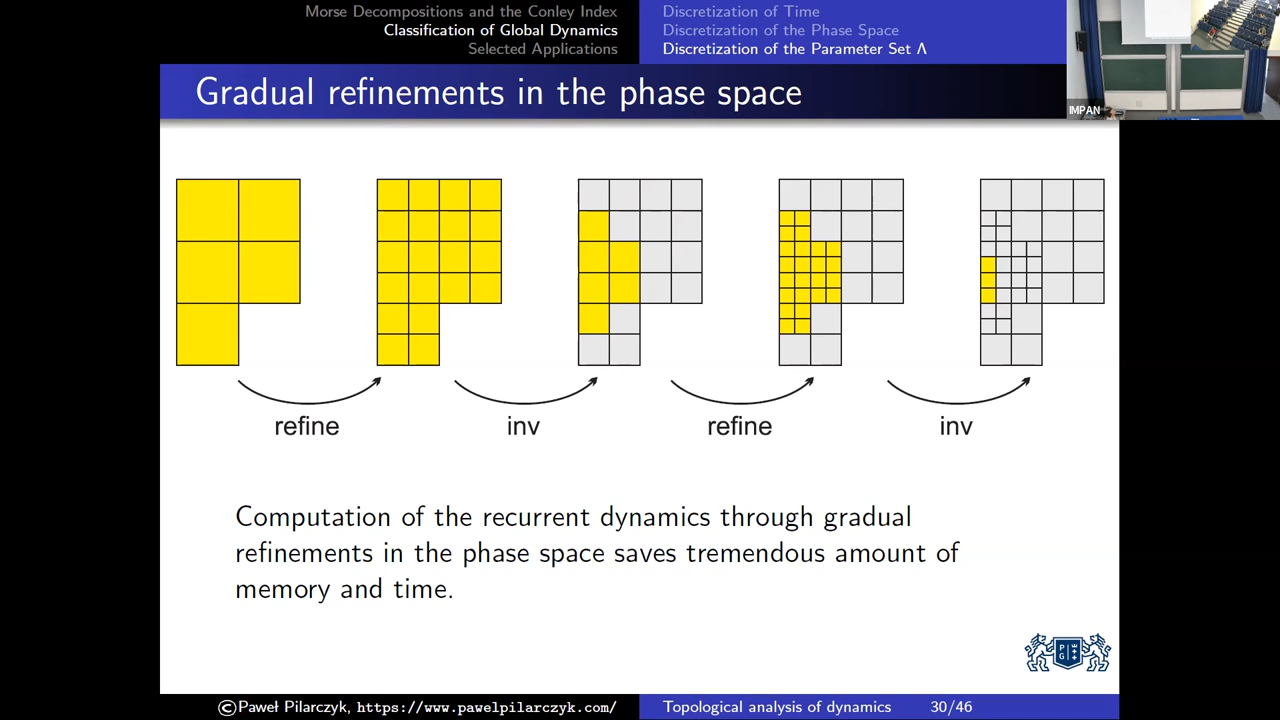 Morse Decompositions and the Conley Index
Classification of Global Dynamics
Selected Applications
Discretization of Time
Discretization of the Phase Space
Discretization of the Parameter Set Λ
IMPAN
Gradual refinements in the phase space
refine
inv
refine
inv
Computation of the recurrent dynamics through gradual
refinements in the phase space saves tremendous amount of
memory and time.
P G
©Paweł Pilarczyk, https://www.pawelpilarczyk.com/
Topological analysis of dynamics
30/46